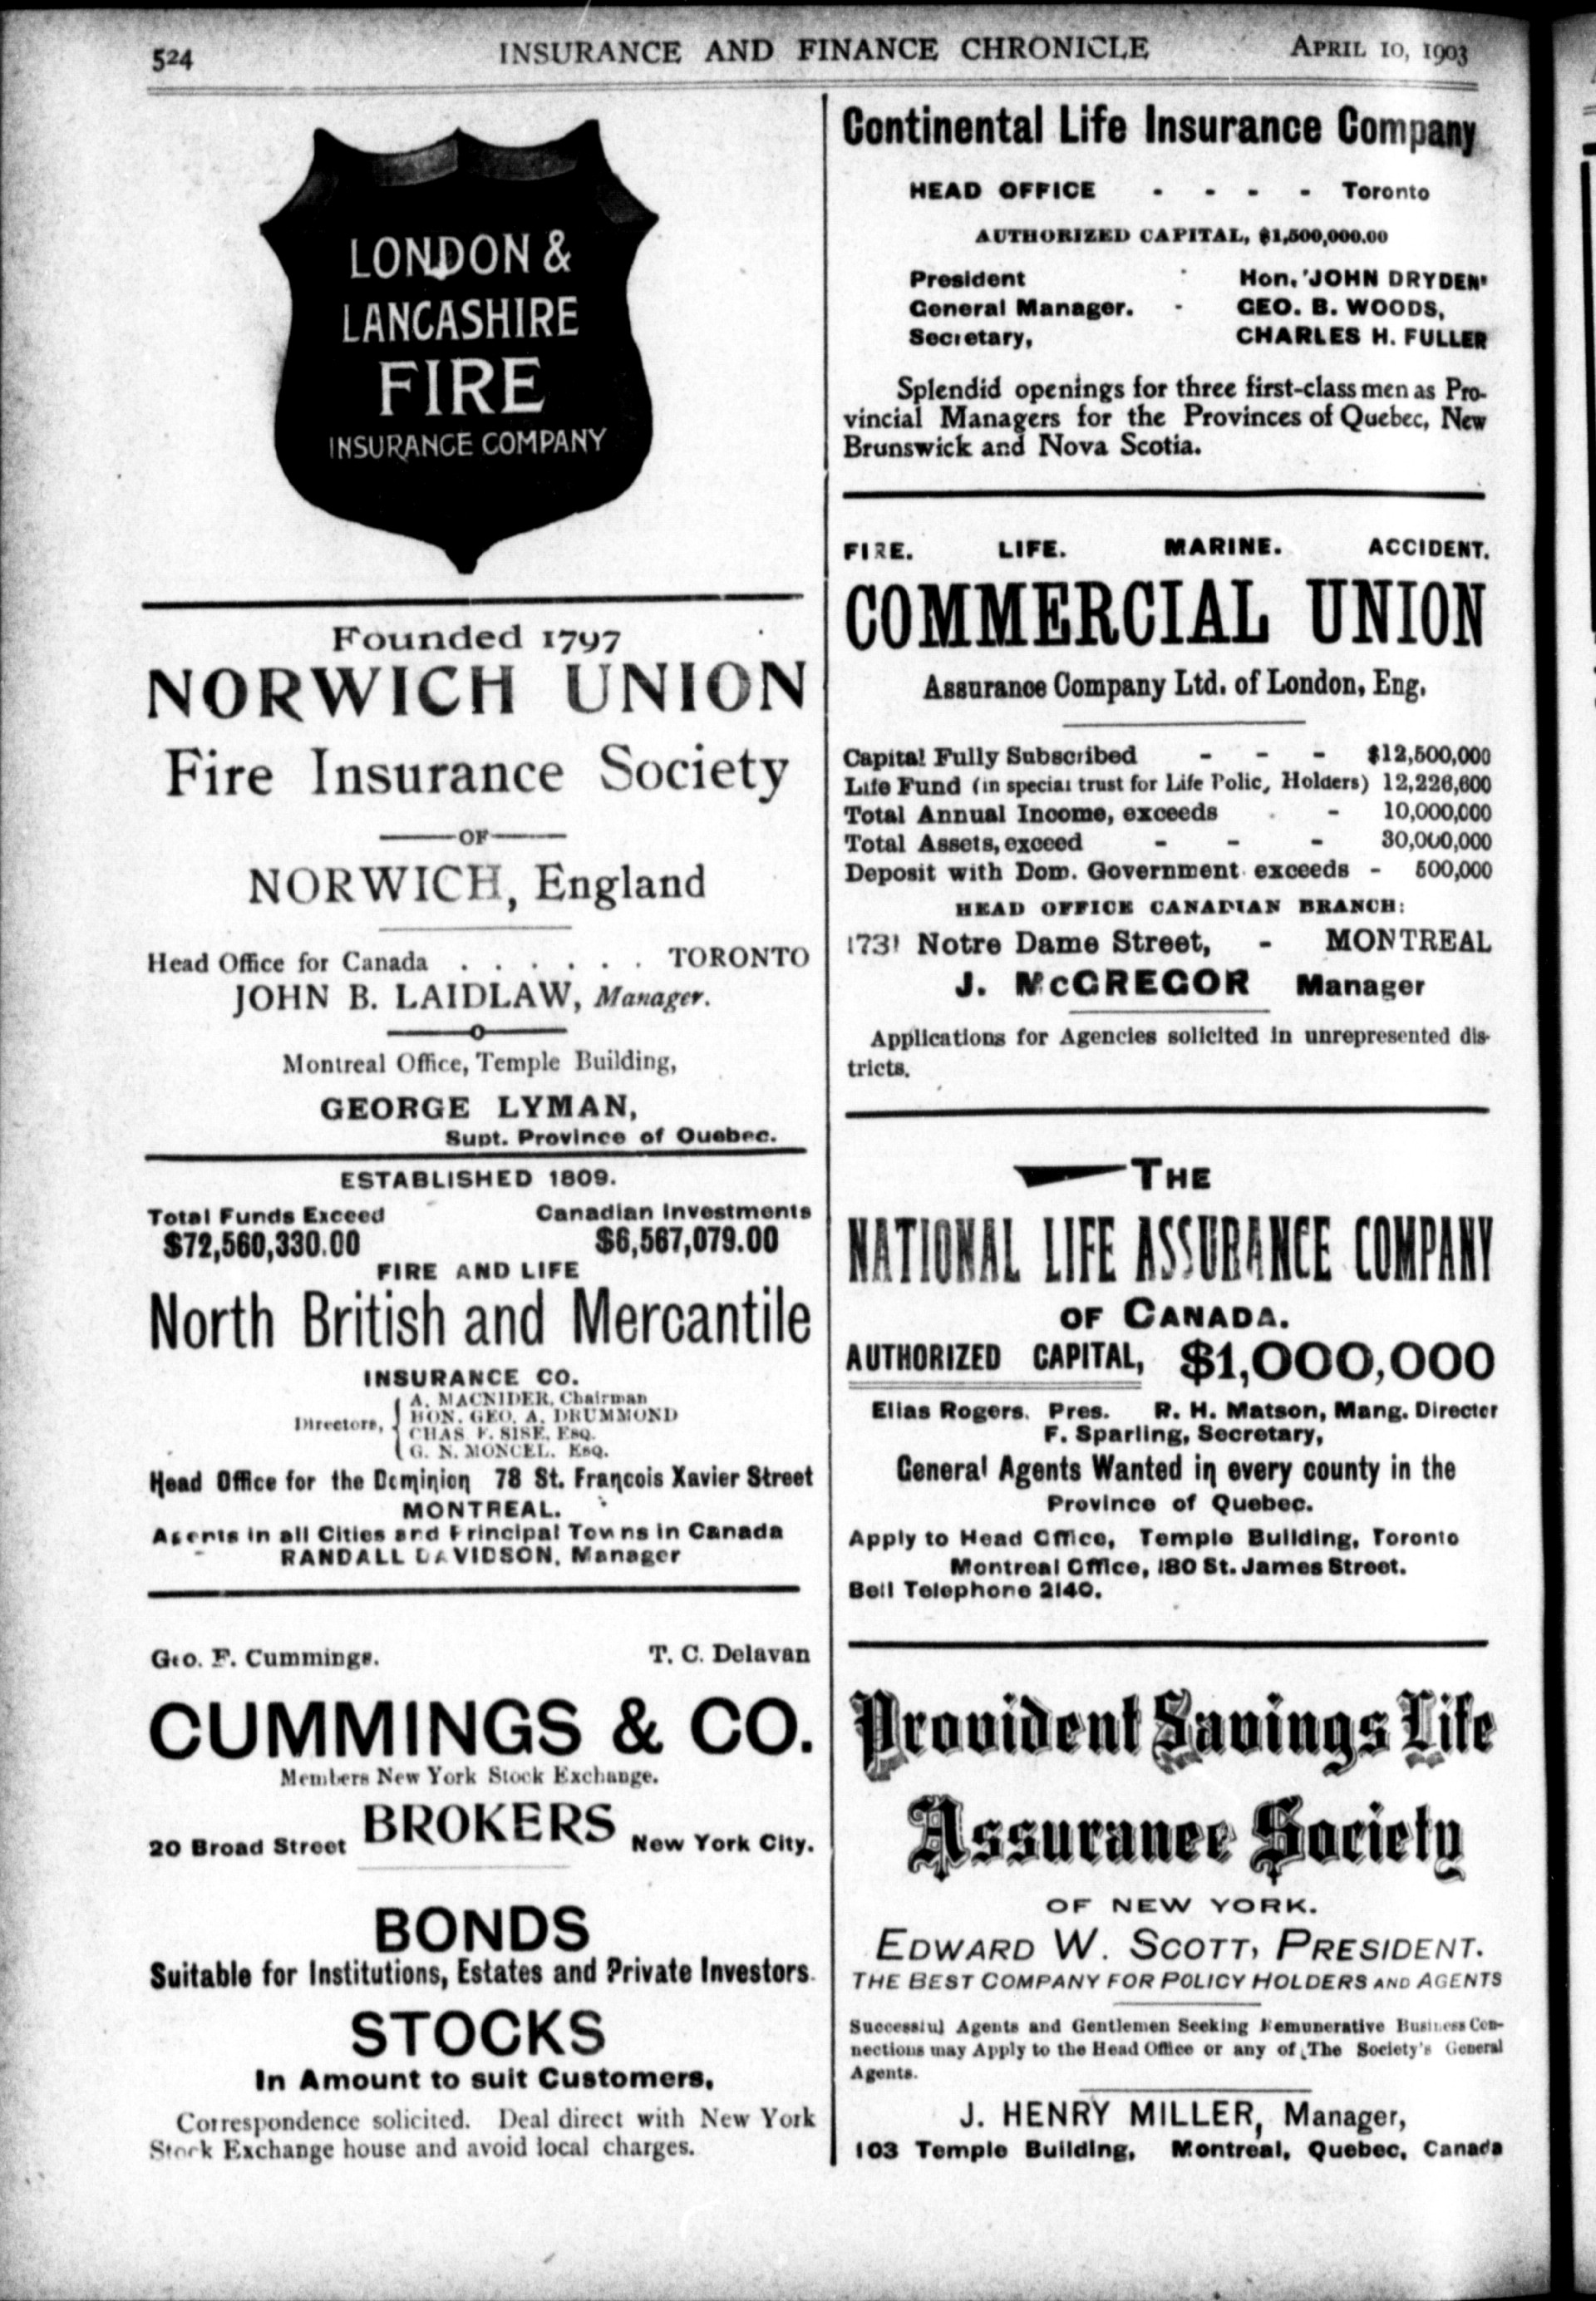 524
INSURANCE AND FINANCE CHRONICLE
APRIL 10, 1903
LONDON &
LANCASHIRE
FIRE
INSURANCE COMPANY
Founded 1797
NORWICH UNION
Fire Insurance Society
OF
NORWICH, England
Head Office for Canada . . . . . . TORONTO
JOHN B. LAIDLAW, Manager.
Montreal Office, Temple Building,
GEORGE LYMAN,
Supt. Province of Quebec.
ESTABLISHED 1809.
Total Funds Exceed Canadian Investments
$72,560,330.00 $6,567,079.00
FIRE AND LIFE
North British and Mercantile
INSURANCE CO.
Directors,
A. MACNIDER, Chairman
HON. GEO. A. DRUMMOND
CHAS F. SISE, ESQ.
G. N. MONCEL, ESQ.
Head Office for the Dominion 78 St. François Xavier Street
MONTREAL.
Agents in all Cities and Principal Towns in Canada
RANDALL DAVIDSON, Manager
Geo. F. Cummings. T. C. Delavan
CUMMINGS & CO.
Members New York Stock Exchange.
20 Broad Street BROKERS New York City.
BONDS
Suitable for Institutions, Estates and Private Investors.
STOCKS
In Amount to suit Customers,
Correspondence solicited. Deal direct with New York
Stock Exchange house and avoid local charges.
Continental Life Insurance Company
HEAD OFFICE - - - - Toronto
AUTHORIZED CAPITAL, $1,500,000.00
President Hon. JOHN DRYDEN
General Manager. - GEO. B. WOODS,
Secretary, CHARLES H. FULLER
Splendid openings for three first-class men as Pro-
vincial Managers for the Provinces of Quebec, New
Brunswick and Nova Scotia.
FIRE. LIFE. MARINE. ACCIDENT.
COMMERCIAL UNION
Assurance Company Ltd. of London, Eng.
Capital Fully Subscribed - - - $12,500,000
Life Fund (in special trust for Life Policy Holders) 12,226,600
Total Annual Income, exceeds - 10,000,000
Total Assets, exceed - - - 30,000,000
Deposit with Dom. Government exceeds - 500,000
HEAD OFFICE CANADIAN BRANCH:
1731 Notre Dame Street, - MONTREAL
J. McGREGOR Manager
Applications for Agencies solicited in unrepresented dis-
tricts.
THE
NATIONAL LIFE ASSURANCE COMPANY
OF CANADA.
AUTHORIZED CAPITAL, $1,000,000
Elias Rogers. Pres. R. H. Matson, Mang. Director
F. Sparling, Secretary,
General Agents Wanted in every county in the
Province of Quebec.
Apply to Head Office, Temple Building, Toronto
Montreal Office, 180 St. James Street.
Bell Telephone 2140.
Provident Savings Life
Assurance Society
OF NEW YORK.
EDWARD W. SCOTT, PRESIDENT.
THE BEST COMPANY FOR POLICY HOLDERS AND AGENTS
Successful Agents and Gentlemen Seeking Remunerative Business Con-
nections may Apply to the Head Office or any of The Society's General
Agents.
J. HENRY MILLER, Manager,
103 Temple Building, Montreal, Quebec, Canada